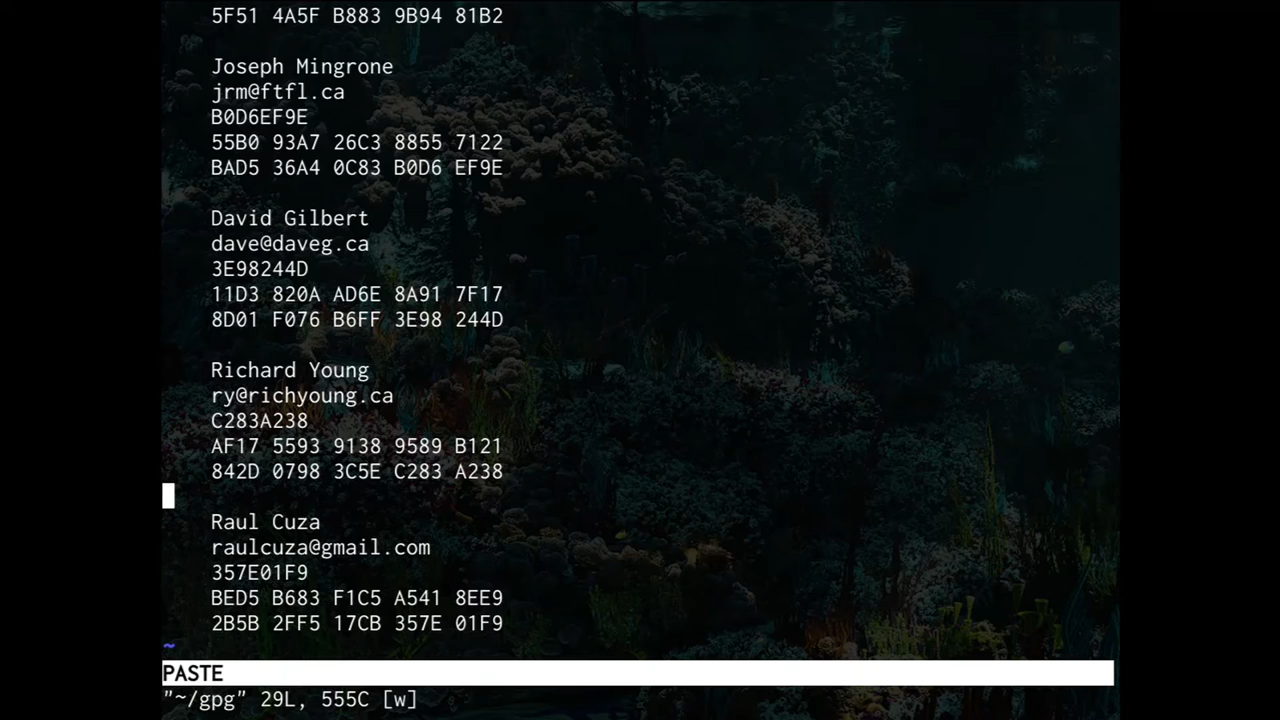 5F51 4A5F B883 9B94 81B2
Joseph Mingrone
jrm@ftfl.ca
B0D6EF9E
55B0 93A7 26C3 8855 7122
BAD5 36A4 0C83 B0D6 EF9E
David Gilbert
dave@daveg.ca
3E98244D
11D3 820A AD6E 8A91 7F17
8D01 F076 B6FF 3E98 244D
Richard Young
ry@richyoung.ca
C283A238
AF17 5593 9138 9589 B121
842D 0798 3C5E C283 A238
Raul Cuza
raulcuza@gmail.com
357E01F9
BED5 B683 F1C5 A541 8EE9
2B5B 2FF5 17CB 357E 01F9
~
PASTE
"~/gpg" 29L, 555C [w]